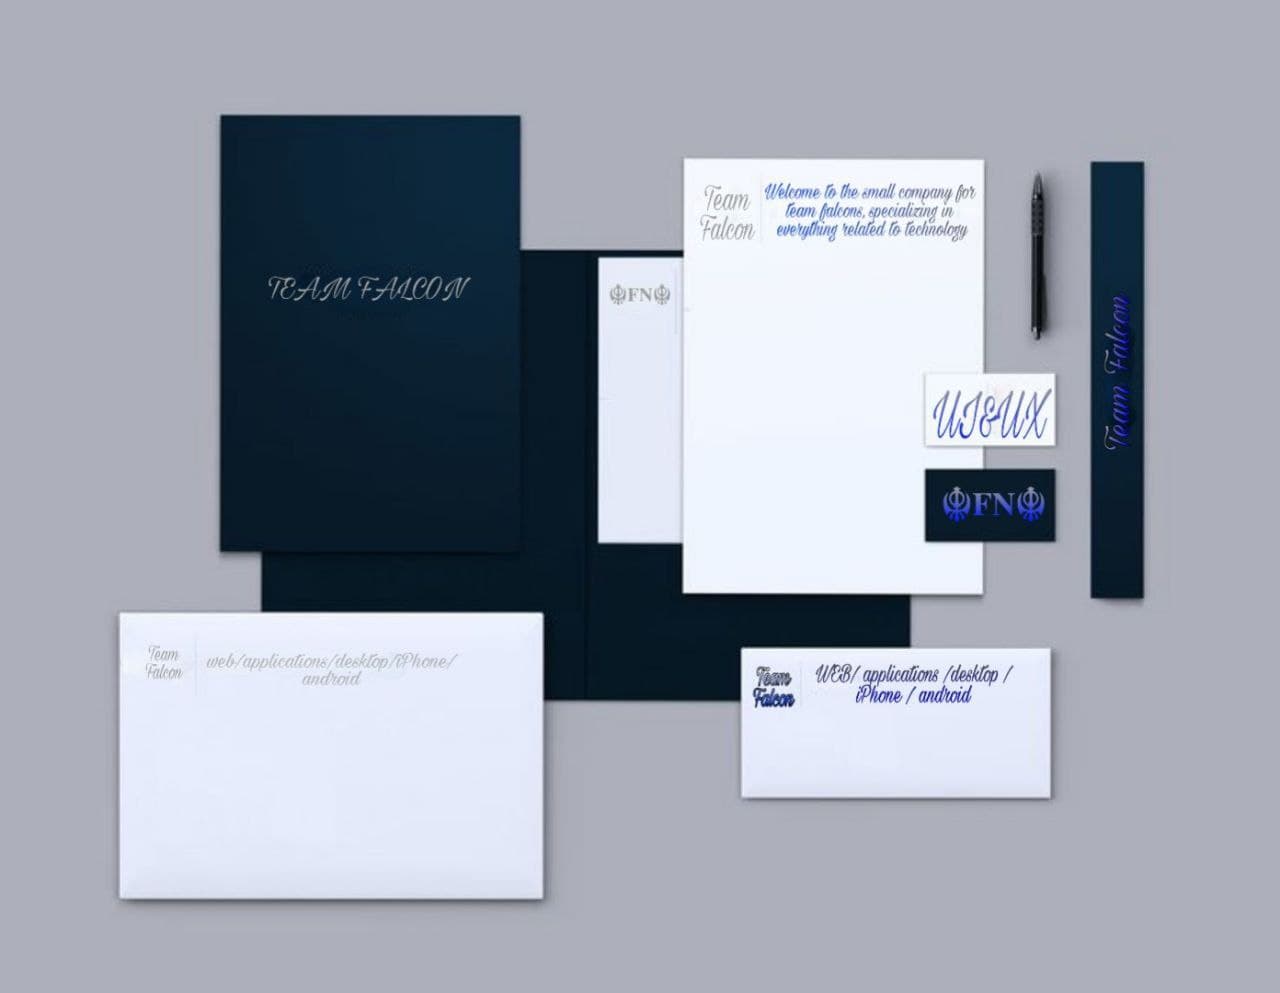 TEAM FALCON
☬FN☬
Team
Falcon
Welcome to the small company for
team falcons, specializing in
everything related to technology
UI&UX
☬FN☬
Team Falcon
Team
Falcon
web/applications/desktop/iPhone/
android
Team
Falcon
WEB/ applications /desktop /
iPhone / android